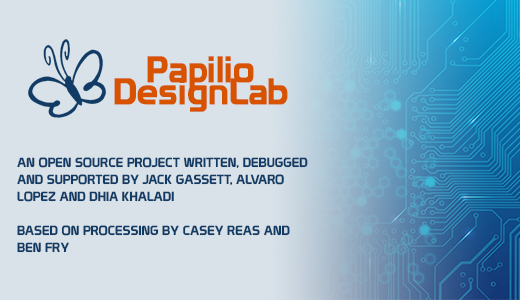 Papilio
DesignLab
AN OPEN SOURCE PROJECT WRITTEN, DEBUGGED
AND SUPPORTED BY JACK GASSETT, ALVARO
LOPEZ AND DHIA KHALADI
BASED ON PROCESSING BY CASEY REAS AND
BEN FRY